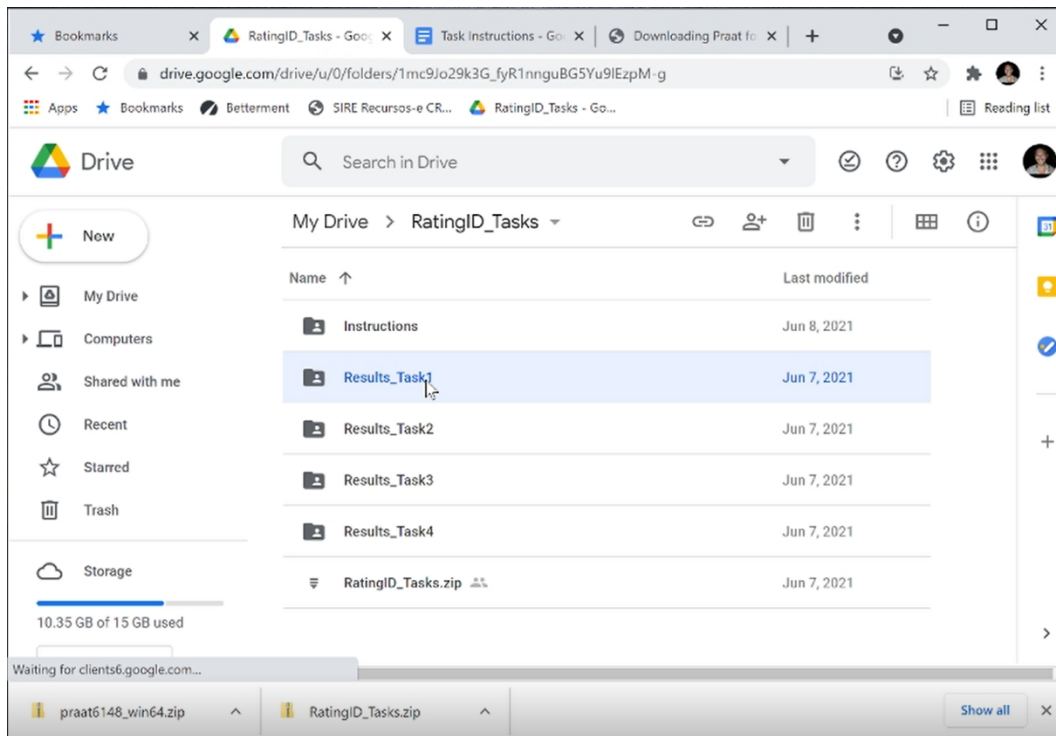 Bookmarks
RatingID_Tasks - Goo
Task Instructions - Go
Downloading Praat fo
drive.google.com/drive/u/0/folders/1mc9Jo29k3G_fyR1nnguBG5Yu9lEzpM-g
Apps
Bookmarks
Betterment
SIRE Recursos-e CR...
RatingID_Tasks - Go...
Reading list
Drive
Search in Drive
New
My Drive > RatingID_Tasks
31
Name
Last modified
My Drive
Computers
Shared with me
Recent
Starred
Trash
Storage
10.35 GB of 15 GB used
Instructions Jun 8, 2021
Results_Task1 Jun 7, 2021
Results_Task2 Jun 7, 2021
Results_Task3 Jun 7, 2021
Results_Task4 Jun 7, 2021
RatingID_Tasks.zip Jun 7, 2021
Waiting for clients6.google.com...
praat6148_win64.zip
RatingID_Tasks.zip
Show all